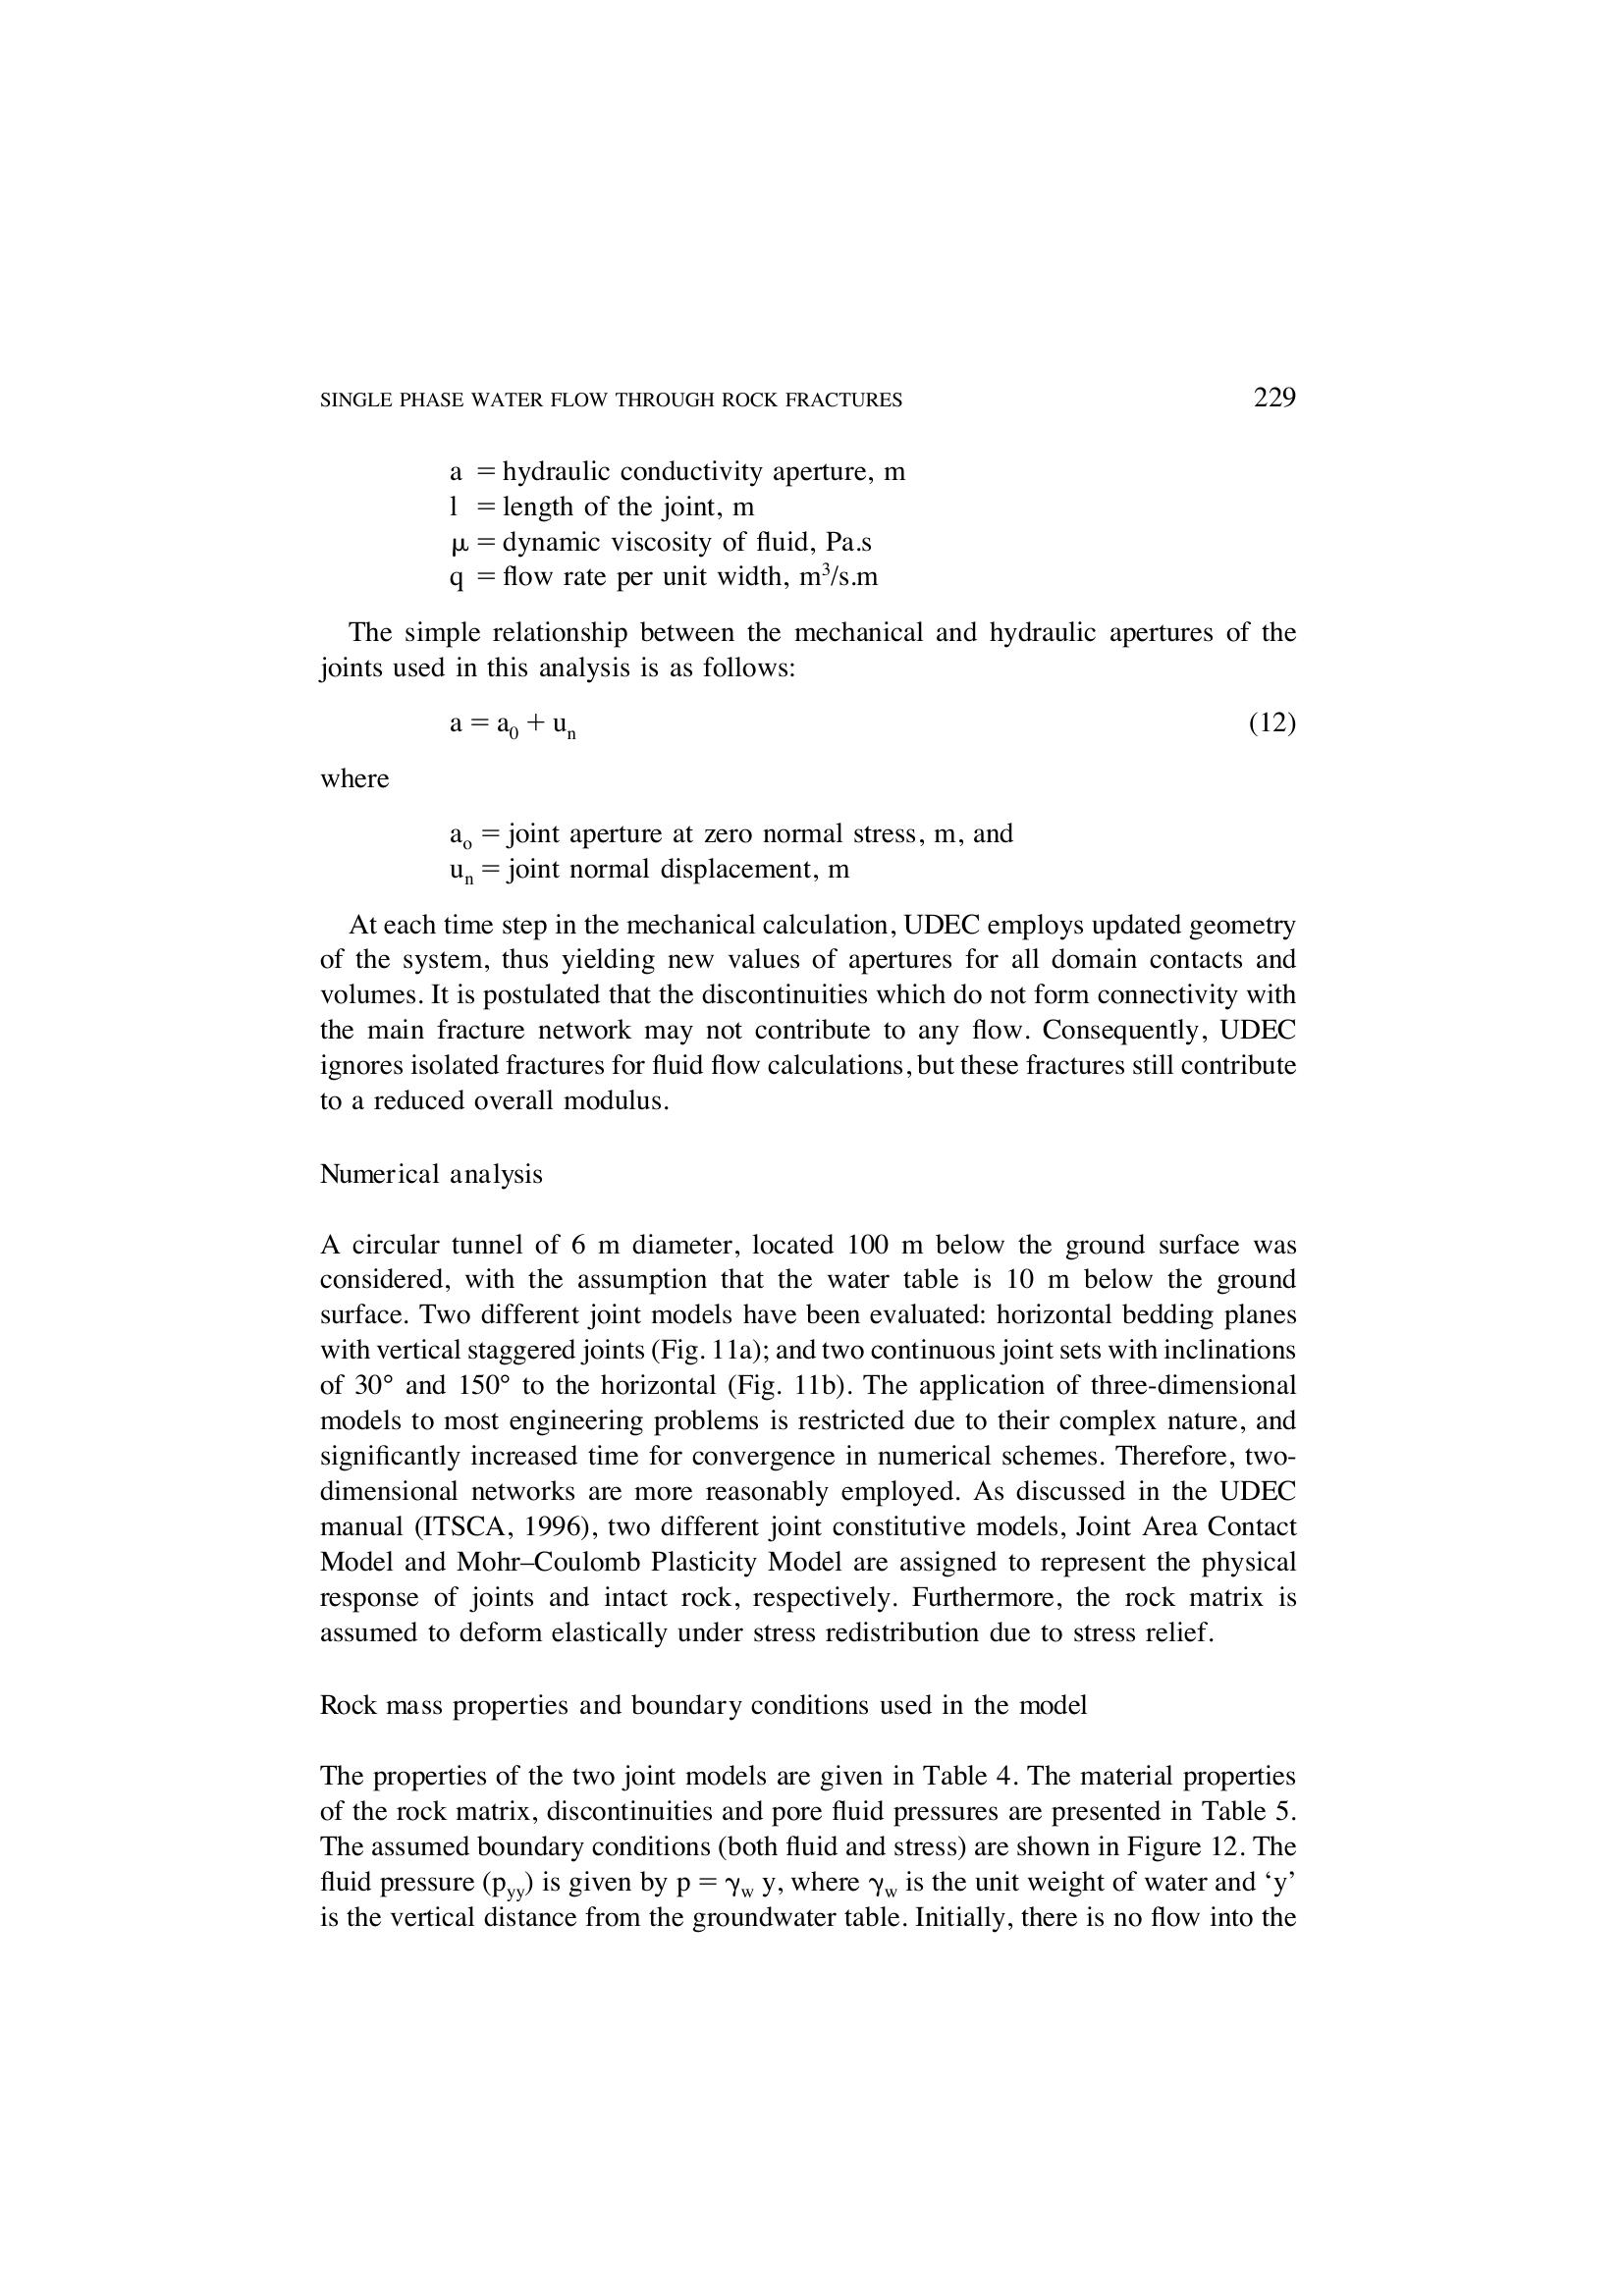 SINGLE PHASE WATER FLOW THROUGH ROCK FRACTURES 229
a = hydraulic conductivity aperture, m
l = length of the joint, m
μ = dynamic viscosity of fluid, Pa.s
q = flow rate per unit width, m³/s.m
The simple relationship between the mechanical and hydraulic apertures of the
joints used in this analysis is as follows:
a = a₀ + uₙ (12)
where
aₒ = joint aperture at zero normal stress, m, and
uₙ = joint normal displacement, m
At each time step in the mechanical calculation, UDEC employs updated geometry
of the system, thus yielding new values of apertures for all domain contacts and
volumes. It is postulated that the discontinuities which do not form connectivity with
the main fracture network may not contribute to any flow. Consequently, UDEC
ignores isolated fractures for fluid flow calculations, but these fractures still contribute
to a reduced overall modulus.
Numerical analysis
A circular tunnel of 6 m diameter, located 100 m below the ground surface was
considered, with the assumption that the water table is 10 m below the ground
surface. Two different joint models have been evaluated: horizontal bedding planes
with vertical staggered joints (Fig. 11a); and two continuous joint sets with inclinations
of 30° and 150° to the horizontal (Fig. 11b). The application of three-dimensional
models to most engineering problems is restricted due to their complex nature, and
significantly increased time for convergence in numerical schemes. Therefore, two-
dimensional networks are more reasonably employed. As discussed in the UDEC
manual (ITSCA, 1996), two different joint constitutive models, Joint Area Contact
Model and Mohr–Coulomb Plasticity Model are assigned to represent the physical
response of joints and intact rock, respectively. Furthermore, the rock matrix is
assumed to deform elastically under stress redistribution due to stress relief.
Rock mass properties and boundary conditions used in the model
The properties of the two joint models are given in Table 4. The material properties
of the rock matrix, discontinuities and pore fluid pressures are presented in Table 5.
The assumed boundary conditions (both fluid and stress) are shown in Figure 12. The
fluid pressure (p_yy) is given by p = γ_w y, where γ_w is the unit weight of water and ‘y’
is the vertical distance from the groundwater table. Initially, there is no flow into the